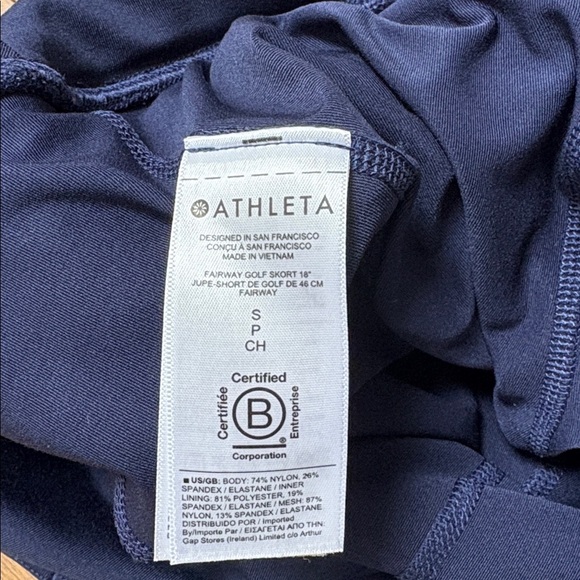 ATHLETA
DESIGNED IN SAN FRANCISCO
CONÇU À SAN FRANCISCO
MADE IN VIETNAM
FAIRWAY GOLF SKORT 18"
JUPE-SHORT DE GOLF DE 46 CM
FAIRWAY
S
P
CH
Certified
Certifiée
B
Entreprise
Corporation
US/GB: BODY: 74% NYLON, 26%
SPANDEX / ELASTANE / INNER
LINING: 81% POLYESTER, 19%
SPANDEX / ELASTANE / MESH: 87%
NYLON, 13% SPANDEX / ELASTANE
DISTRIBUIDO POR / Imported
By/Importe Par / ΕΙΣΑΓΕΤΑΙ ΑΠΟ ΤΗΝ:
Gap Stores (Ireland) Limited c/o Arthur